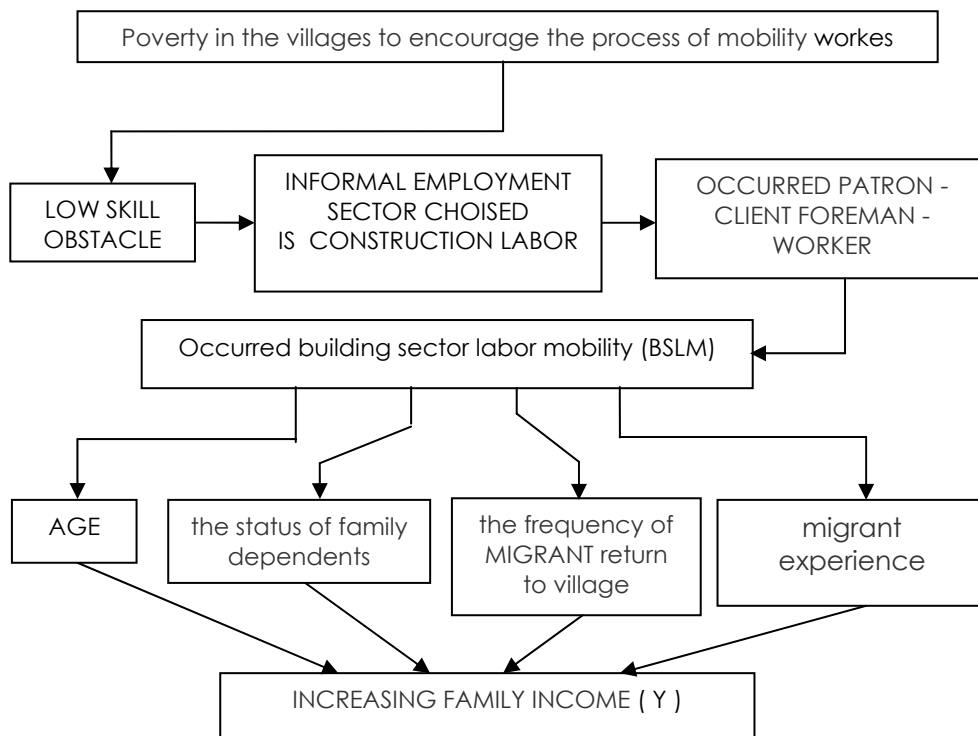 Poverty in the villages to encourage the process of mobility workes
LOW SKILL
OBSTACLE
INFORMAL EMPLOYMENT
SECTOR CHOISED
IS CONSTRUCTION LABOR
OCCURRED PATRON -
CLIENT FOREMAN -
WORKER
Occurred building sector labor mobility (BSLM)
AGE
the status of family
dependents
the frequency of
MIGRANT return
to village
migrant
experience
INCREASING FAMILY INCOME ( Y )